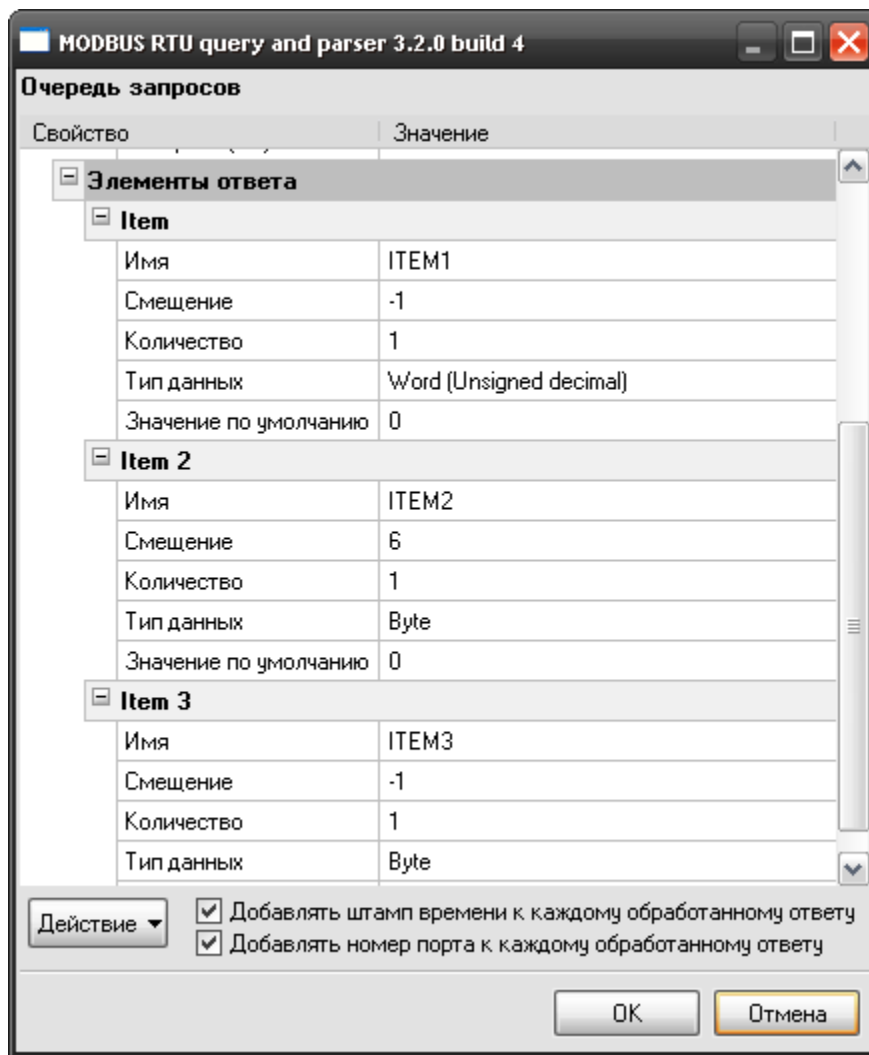 MODBUS RTU query and parser 3.2.0 build 4
Очередь запросов
Свойство Значение
Элементы ответа
Item
Имя ITEM1
Смещение -1
Количество 1
Тип данных Word (Unsigned decimal)
Значение по умолчанию 0
Item 2
Имя ITEM2
Смещение 6
Количество 1
Тип данных Byte
Значение по умолчанию 0
Item 3
Имя ITEM3
Смещение -1
Количество 1
Тип данных Byte
Действие
Добавлять штамп времени к каждому обработанному ответу
Добавлять номер порта к каждому обработанному ответу
OK Отмена